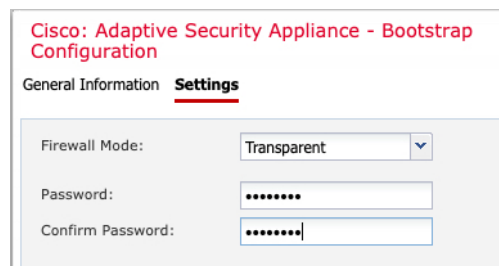 Cisco: Adaptive Security Appliance - Bootstrap
Configuration
General Information Settings
Firewall Mode: Transparent
Password: ••••••••
Confirm Password: ••••••••